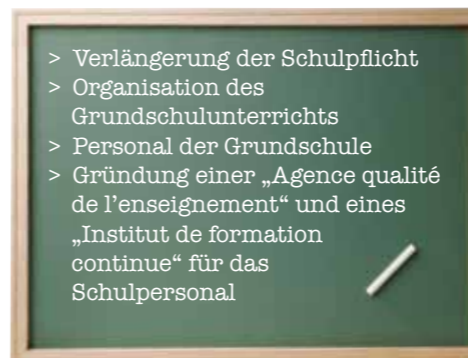 > Verlängerung der Schulpflicht
> Organisation des
Grundschulunterrichts
> Personal der Grundschule
> Gründung einer „Agence qualité
de l’enseignement“ und eines
„Institut de formation
continue“ für das
Schulpersonal